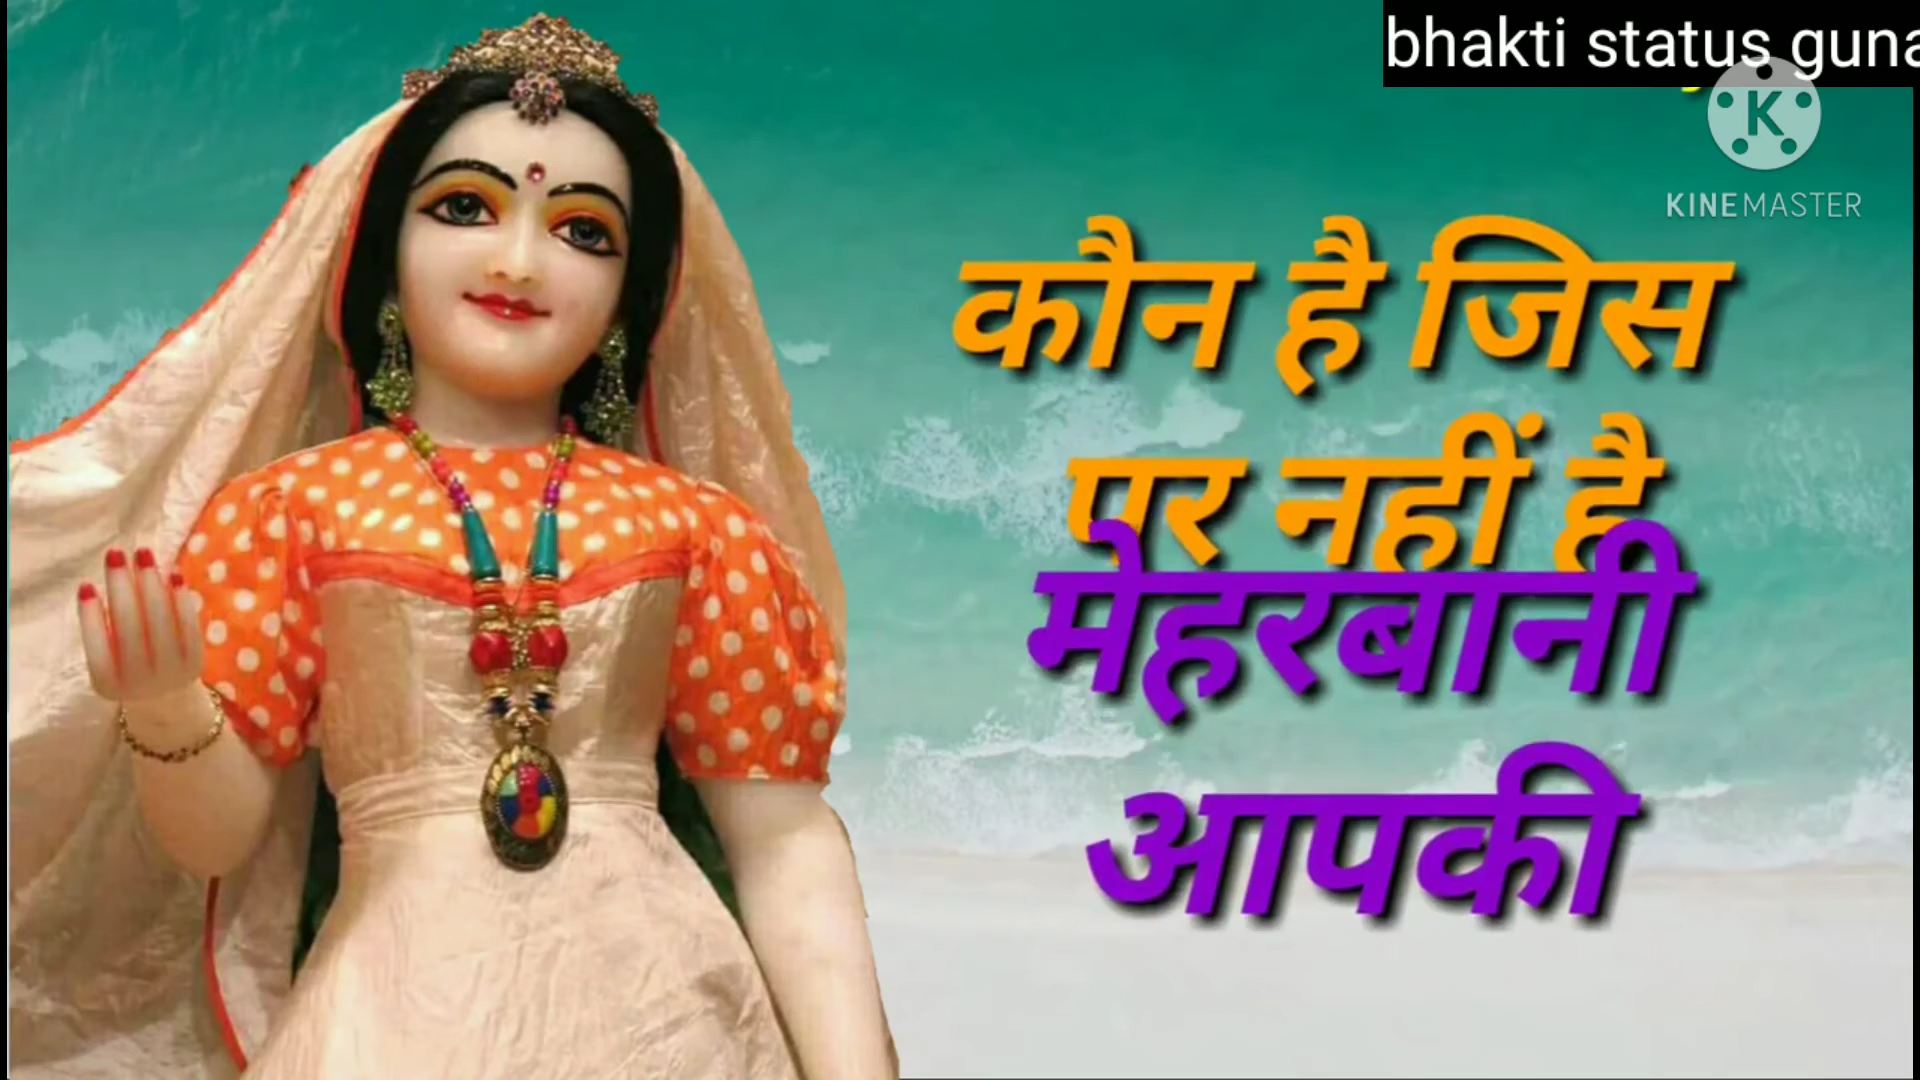 bhakti status guna
KINEMASTER
कौन है जिस
पर नहीं है
मेहरबानी
आपकी